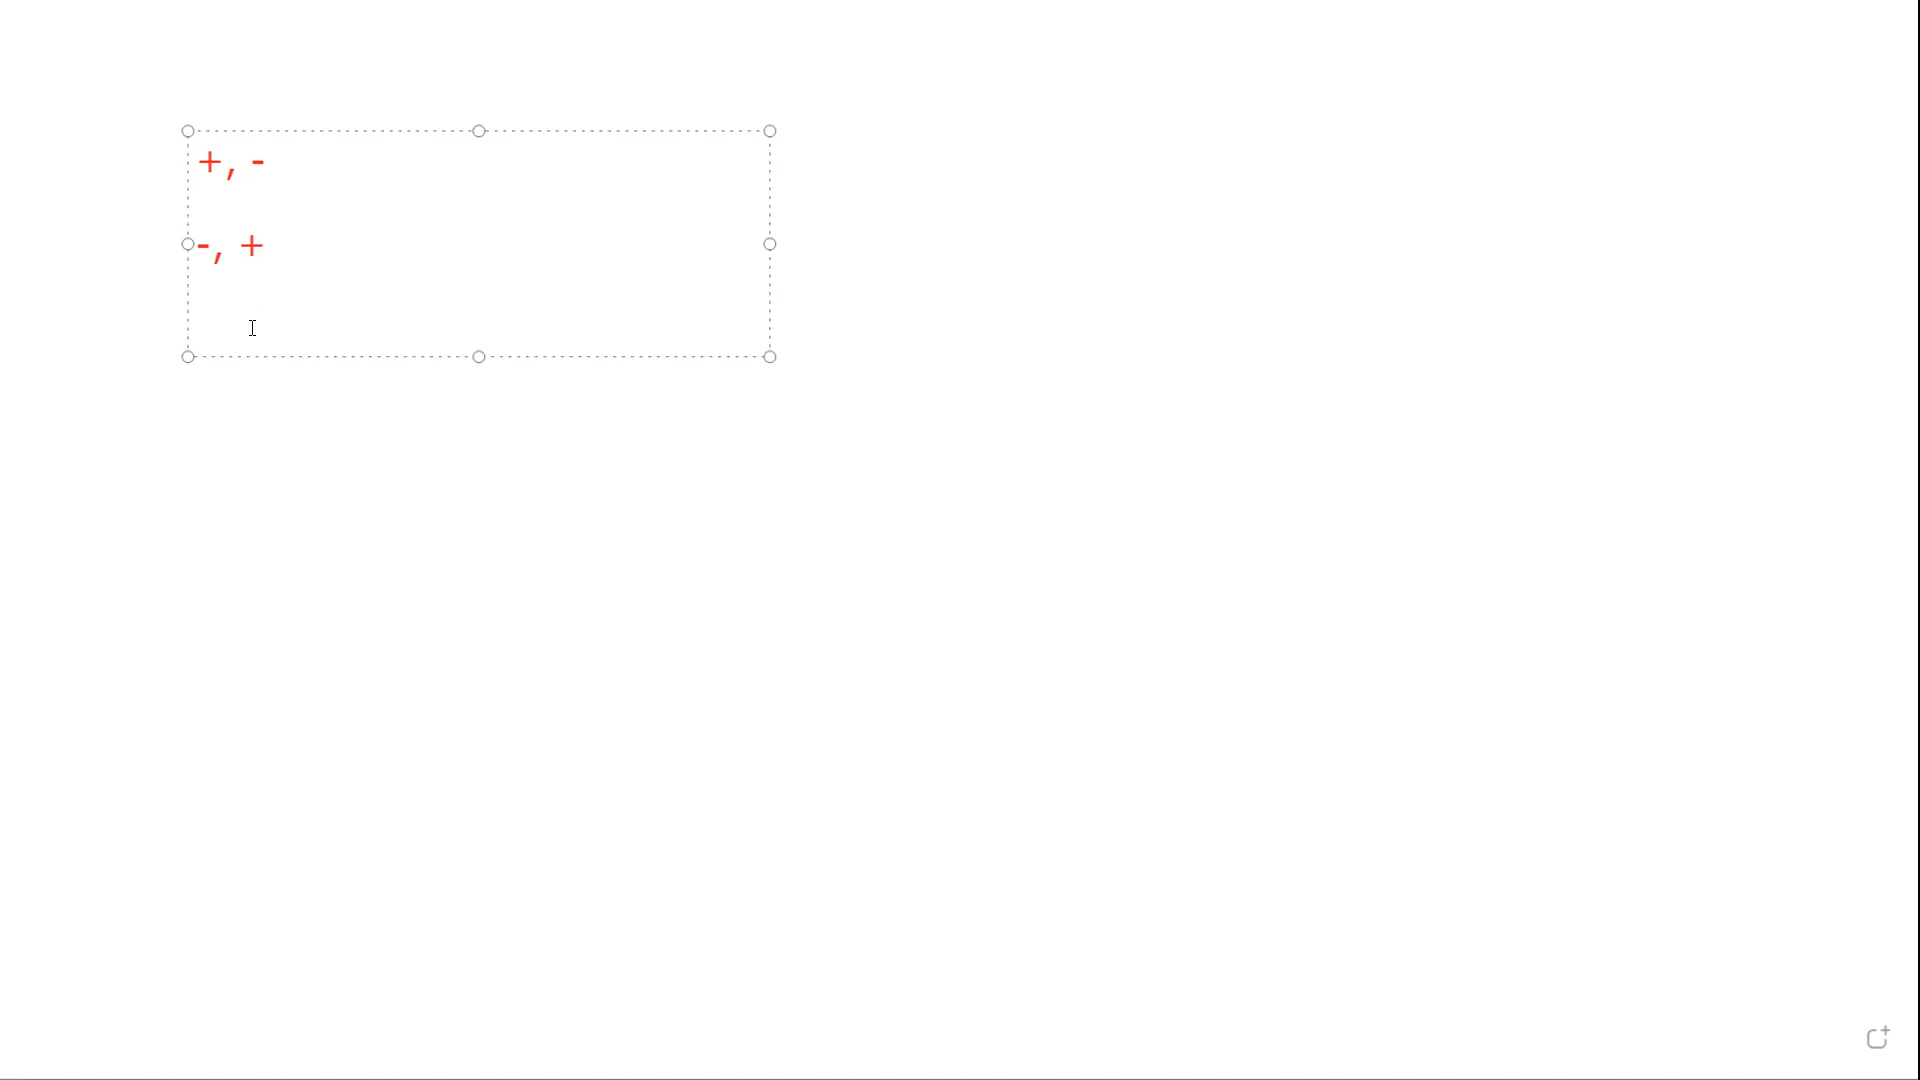 +, -
-, +